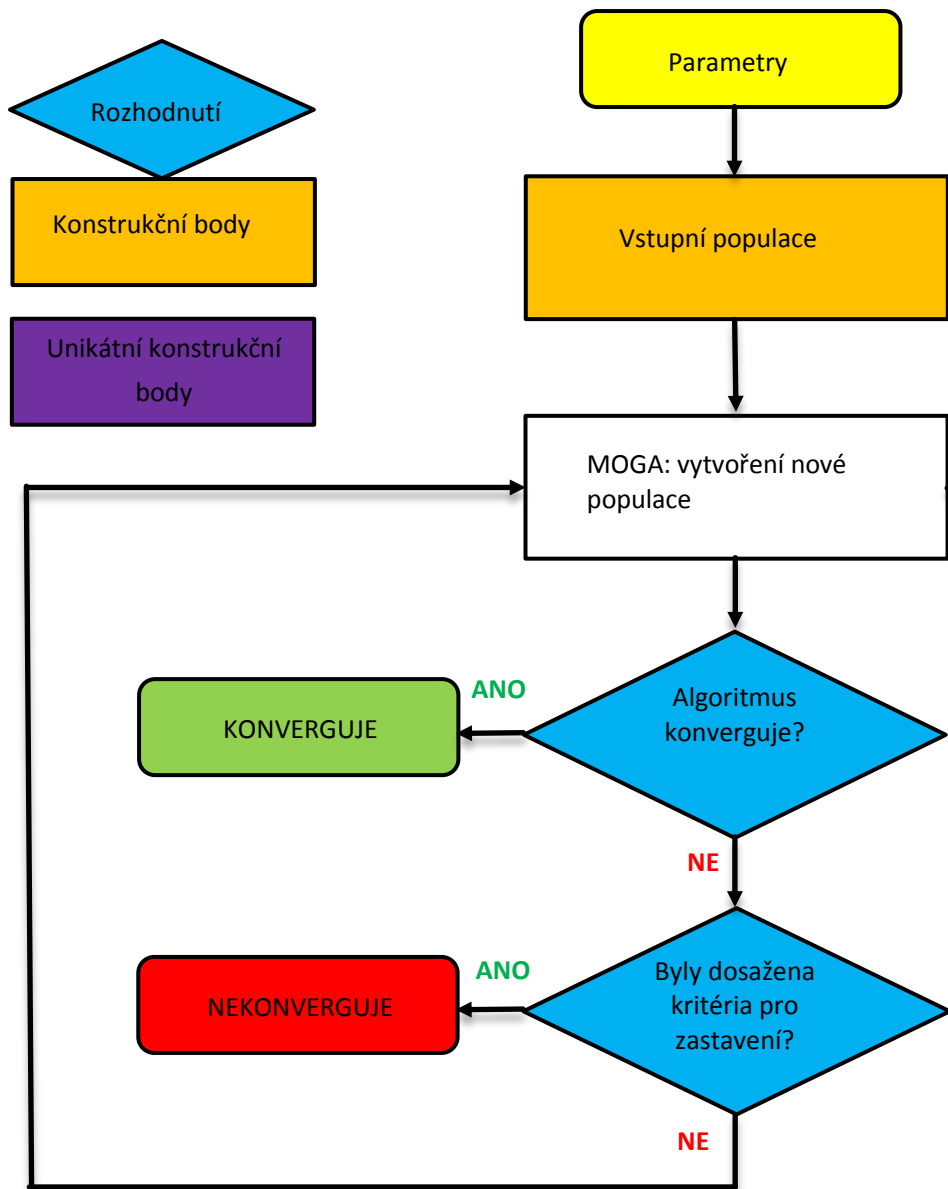 Rozhodnutí
Konstrukční body
Unikátní konstrukční
body
Parametry
Vstupní populace
MOGA: vytvoření nové
populace
Algoritmus
konverguje?
ANO
KONVERGUJE
NE
Byly dosažena
kritéria pro
zastavení?
ANO
NEKONVERGUJE
NE